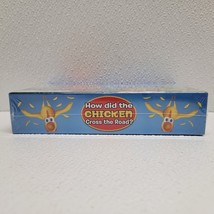 How did the
CHICKEN
Cross the Road?